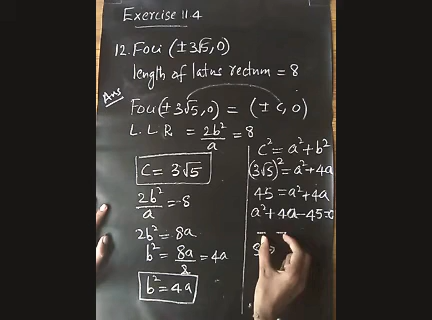 Exercise 11.4
12. Foci (±3√5, 0)
length of latus rectum = 8
Ans
Foci (±3√5, 0) = (± c, 0)
L. L. R = 2b²/a = 8
C = 3√5
2b²/a = 8
2b² = 8a
b² = 8a/2 = 4a
b² = 4a
c² = a² + b²
(3√5)² = a² + 4a
45 = a² + 4a
a² + 4a - 45 = 0